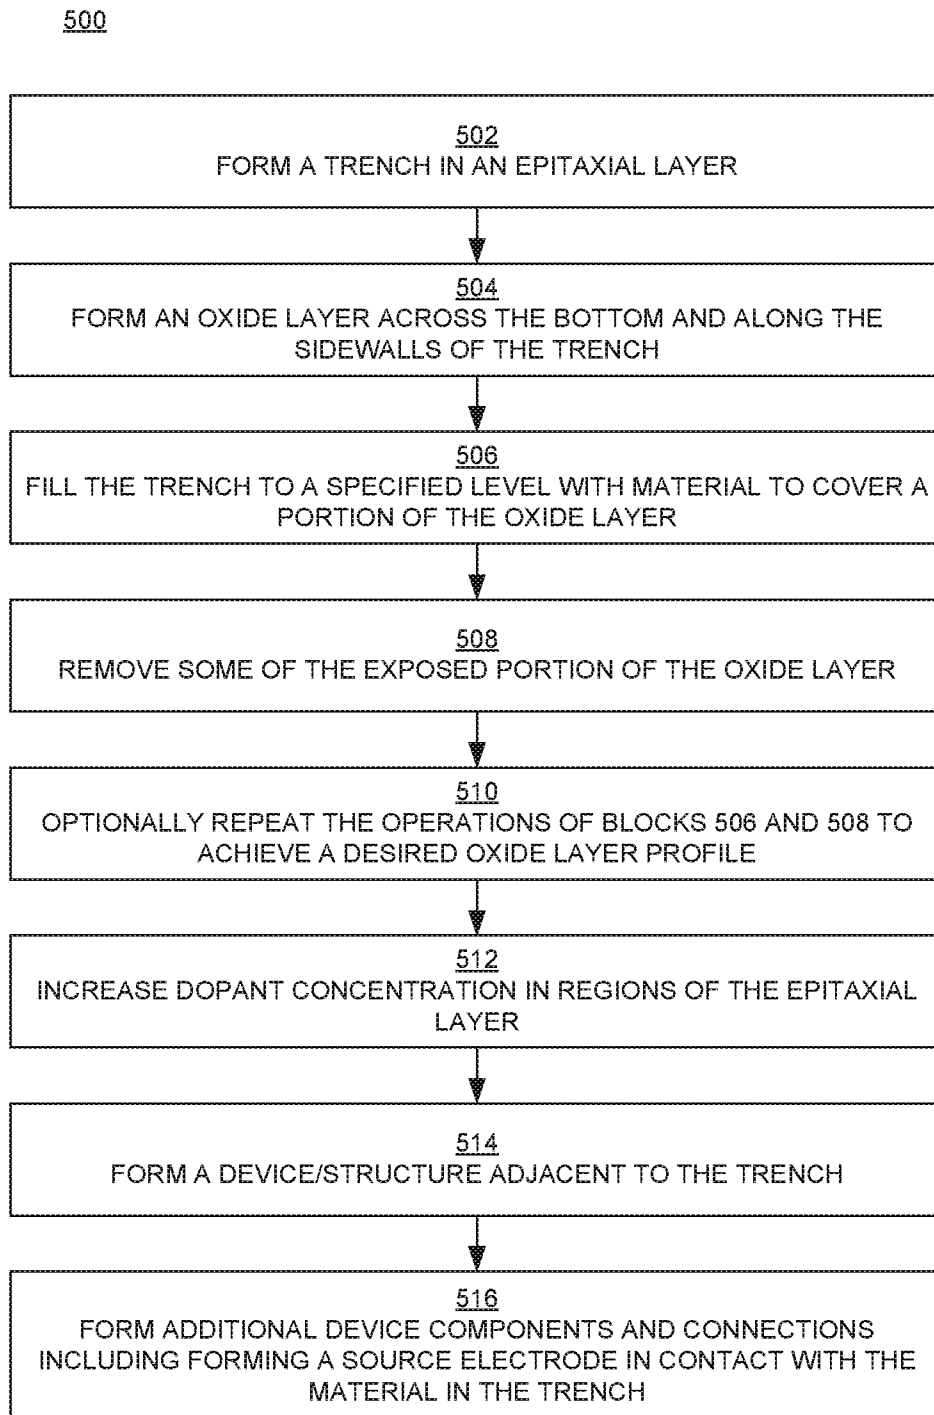 500
502
FORM A TRENCH IN AN EPITAXIAL LAYER
504
FORM AN OXIDE LAYER ACROSS THE BOTTOM AND ALONG THE
SIDEWALLS OF THE TRENCH
506
FILL THE TRENCH TO A SPECIFIED LEVEL WITH MATERIAL TO COVER A
PORTION OF THE OXIDE LAYER
508
REMOVE SOME OF THE EXPOSED PORTION OF THE OXIDE LAYER
510
OPTIONALLY REPEAT THE OPERATIONS OF BLOCKS 506 AND 508 TO
ACHIEVE A DESIRED OXIDE LAYER PROFILE
512
INCREASE DOPANT CONCENTRATION IN REGIONS OF THE EPITAXIAL
LAYER
514
FORM A DEVICE/STRUCTURE ADJACENT TO THE TRENCH
516
FORM ADDITIONAL DEVICE COMPONENTS AND CONNECTIONS
INCLUDING FORMING A SOURCE ELECTRODE IN CONTACT WITH THE
MATERIAL IN THE TRENCH